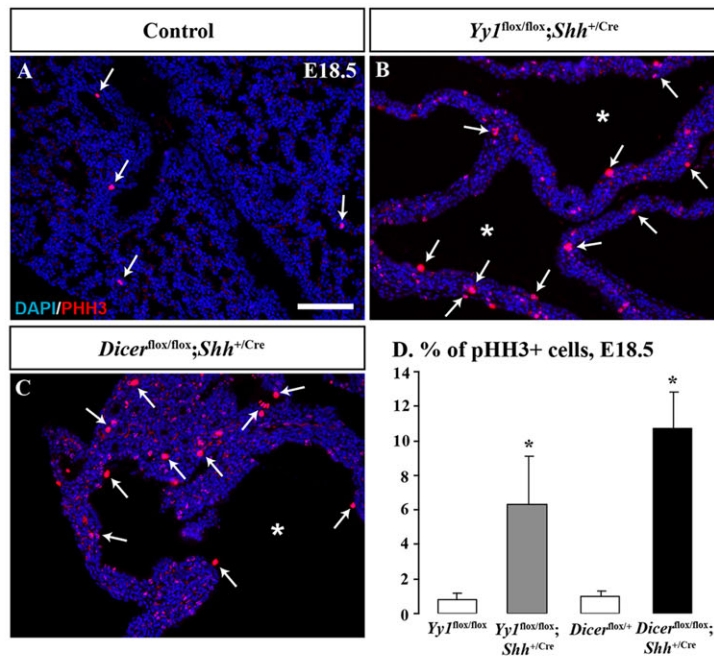 Control
Yy1flox/flox;Shh+/Cre
A
E18.5
DAPI/PHH3
B
*
*
Dicerflox/flox;Shh+/Cre
C
*
D. % of pHH3+ cells, E18.5
14
12
10
8
6
4
2
0
*
*
Yy1flox/flox
Yy1flox/flox;
Shh+/Cre
Dicerflox/+
Dicerflox/flox;
Shh+/Cre